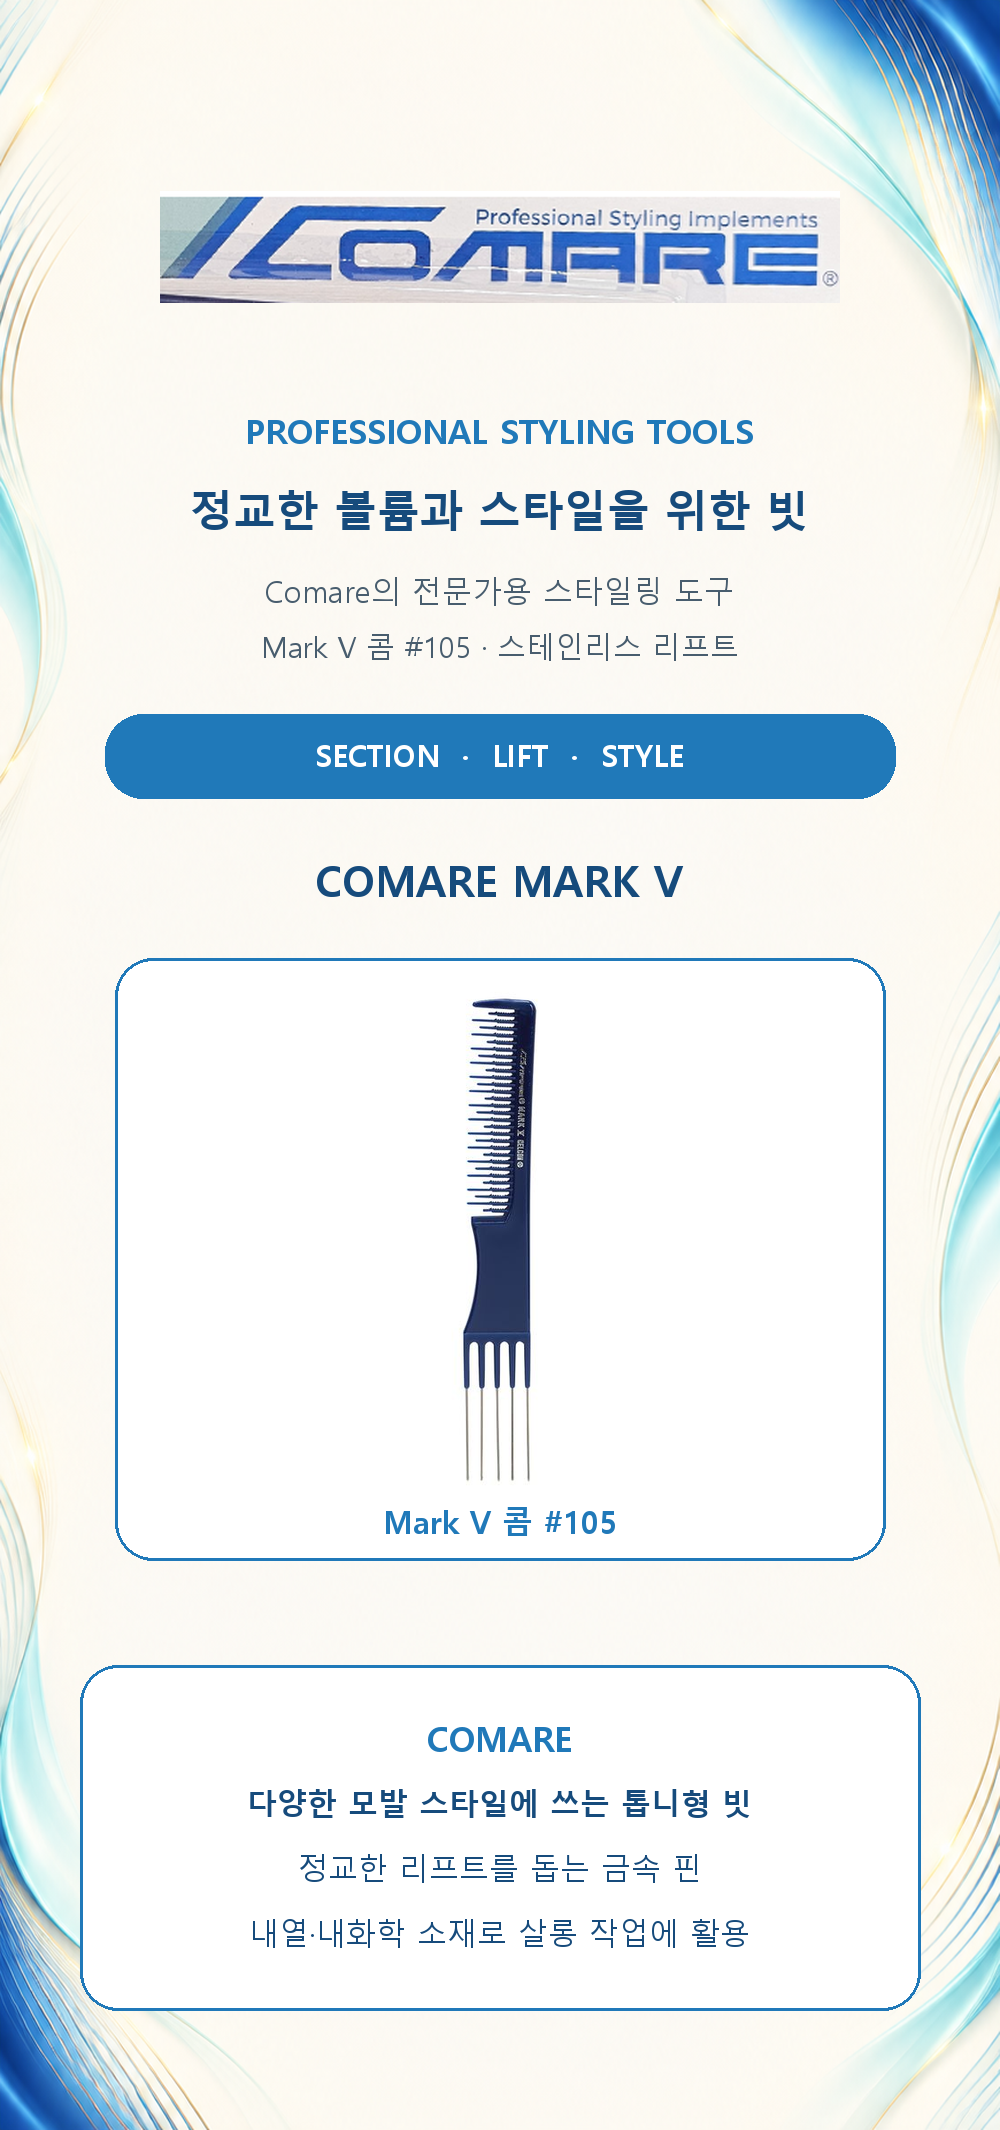 Professional Styling Implements
COMARE®
PROFESSIONAL STYLING TOOLS
정교한 볼륨과 스타일을 위한 빗
Comare의 전문가용 스타일링 도구
Mark V 콤 #105 · 스테인리스 리프트
SECTION · LIFT · STYLE
COMARE MARK V
MARK V
Mark V 콤 #105
COMARE
다양한 모발 스타일에 쓰는 톱니형 빗
정교한 리프트를 돕는 금속 핀
내열·내화학 소재로 살롱 작업에 활용